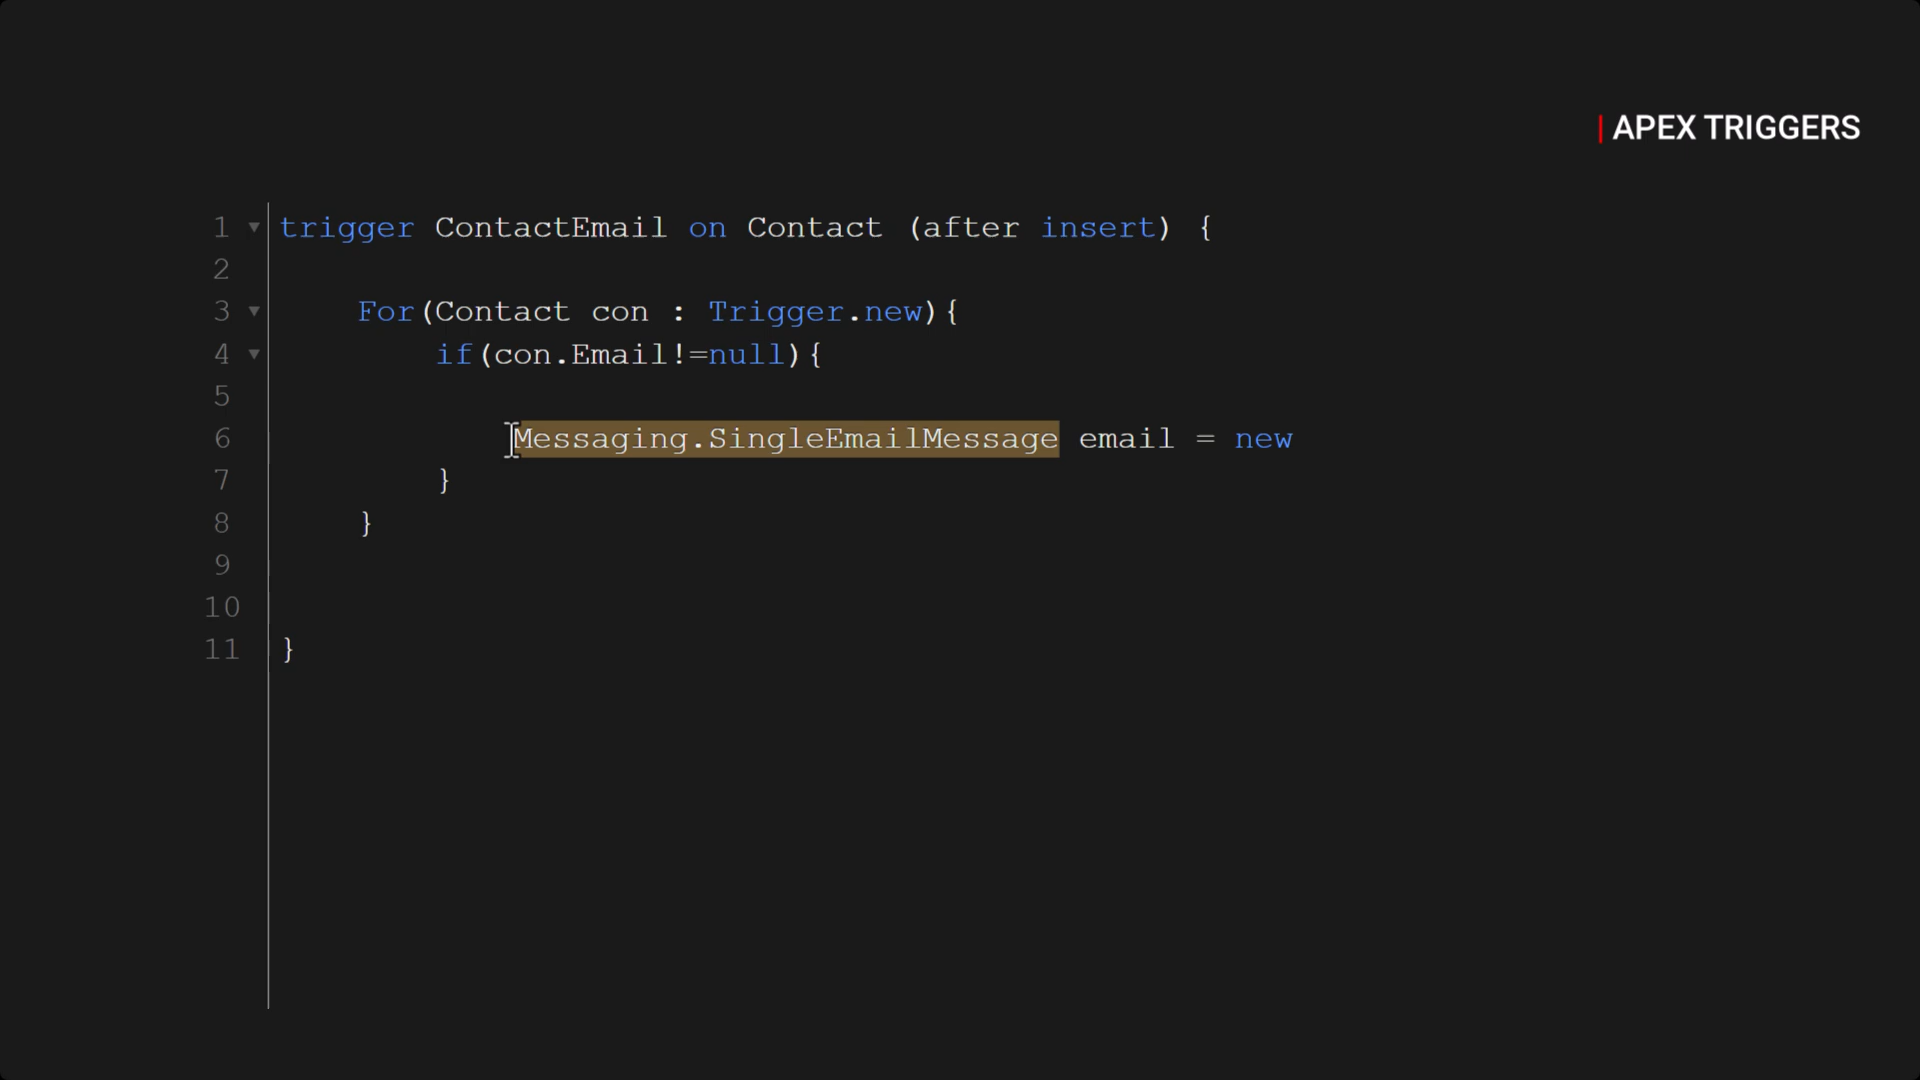 | APEX TRIGGERS
1 ▾ trigger ContactEmail on Contact (after insert) {
2
3 ▾ For(Contact con : Trigger.new){
4 ▾ if(con.Email!=null){
5
6 Messaging.SingleEmailMessage email = new
7 }
8 }
9
10
11 }